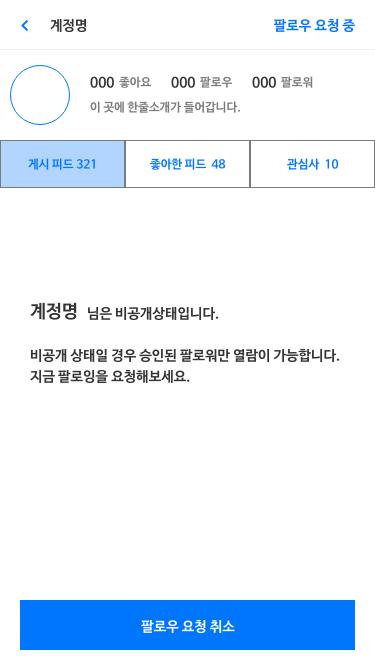 계정명 팔로우 요청 중
000 좋아요 000 팔로우 000 팔로워
이 곳에 한줄소개가 들어갑니다.
게시 피드 321 좋아한 피드 48 관심사 10
계정명 님은 비공개상태입니다.
비공개 상태일 경우 승인된 팔로워만 열람이 가능합니다.
지금 팔로잉을 요청해보세요.
팔로우 요청 취소